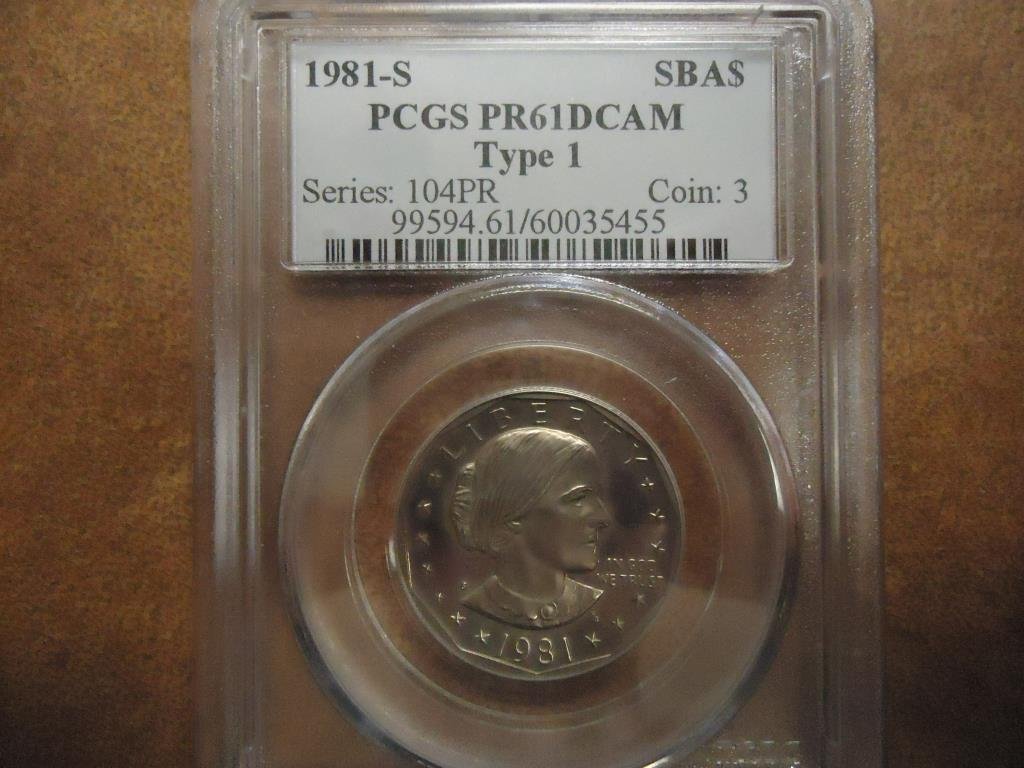 1981-S SBA$
PCGS PR61DCAM
Type 1
Series: 104PR Coin: 3
99594.61/60035455
LIBERTY
IN GOD
WE TRUST
1981